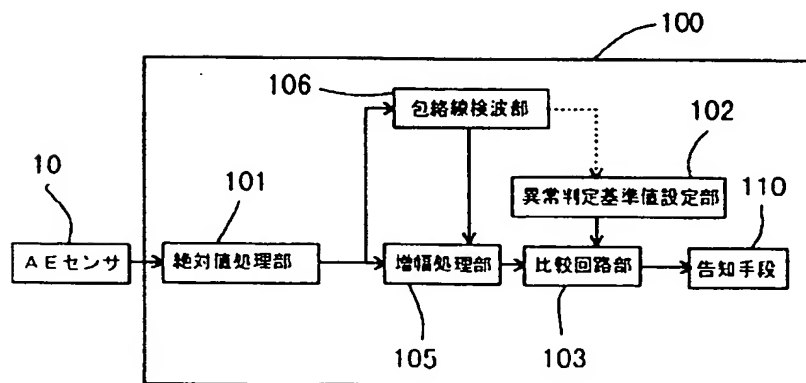 100
106
包絡線検波部
102
10
101
異常判定基準値設定部
110
AEセンサ
絶対値処理部
増幅処理部
比較回路部
告知手段
105
103